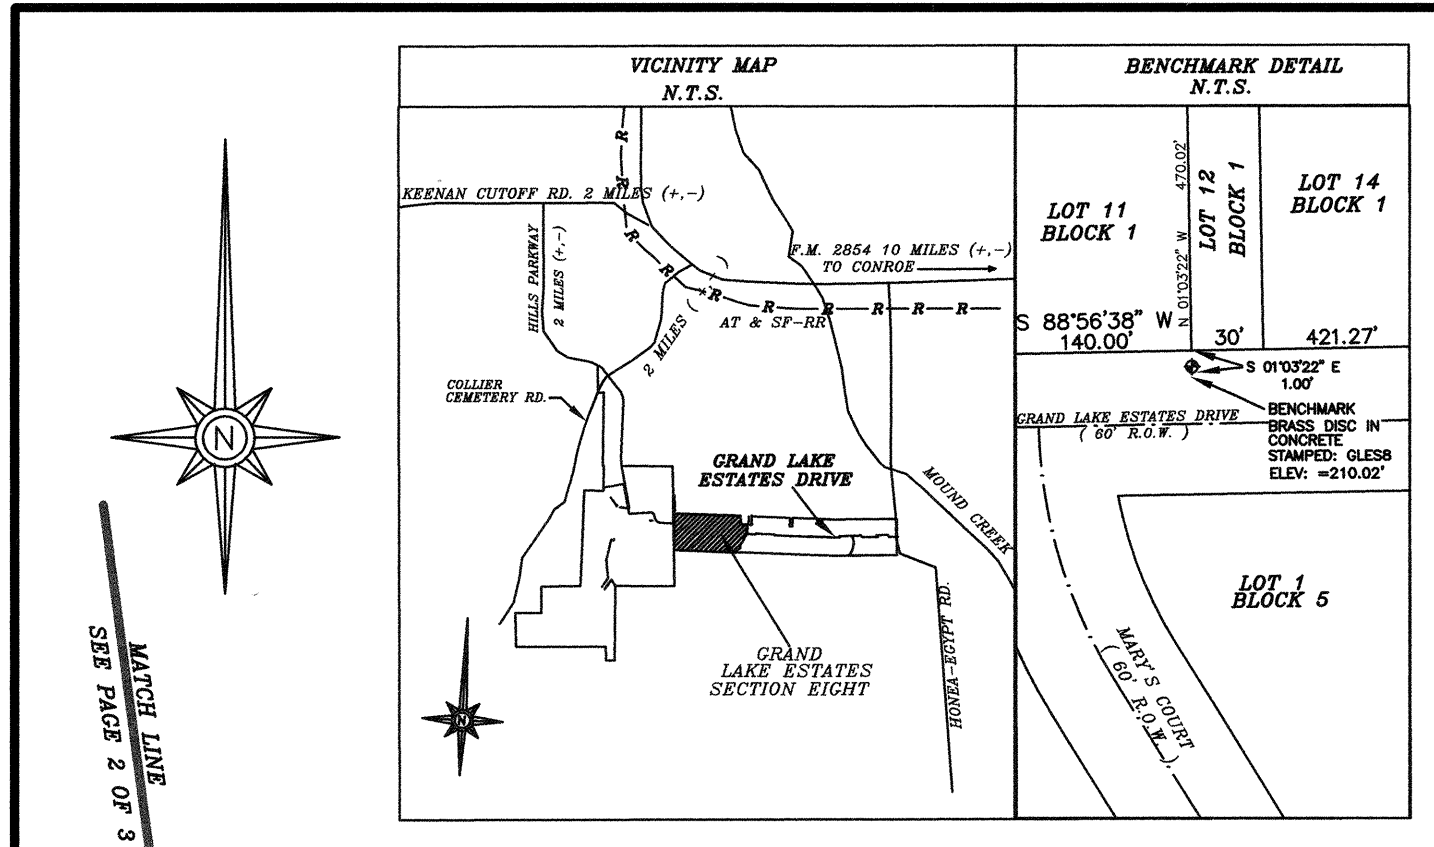 VICINITY MAP
N.T.S.
BENCHMARK DETAIL
N.T.S.
R
R
KEENAN CUTOFF RD. 2 MILES (+,-)
R
R
HILLS PARKWAY
2 MILES (+,-)
F.M. 2854 10 MILES (+,-)
TO CONROE
R
R
R
R
R
R
R
AT & SF-RR
2 MILES (+,-)
COLLIER
CEMETERY RD.
GRAND LAKE
ESTATES DRIVE
MOUND CREEK
GRAND
LAKE ESTATES
SECTION EIGHT
HONEA-EGYPT RD.
N
LOT 11
BLOCK 1
N 01°03'22" W 470.02'
LOT 12
BLOCK 1
LOT 14
BLOCK 1
S 88°56'38" W
140.00'
30'
421.27'
S 01°03'22" E
1.00'
BENCHMARK
BRASS DISC IN
CONCRETE
STAMPED: GLES8
ELEV: =210.02'
GRAND LAKE ESTATES DRIVE
( 60' R.O.W. )
LOT 1
BLOCK 5
MARY'S COURT
( 60' R.O.W. )
N
MATCH LINE
SEE PAGE 2 OF 3